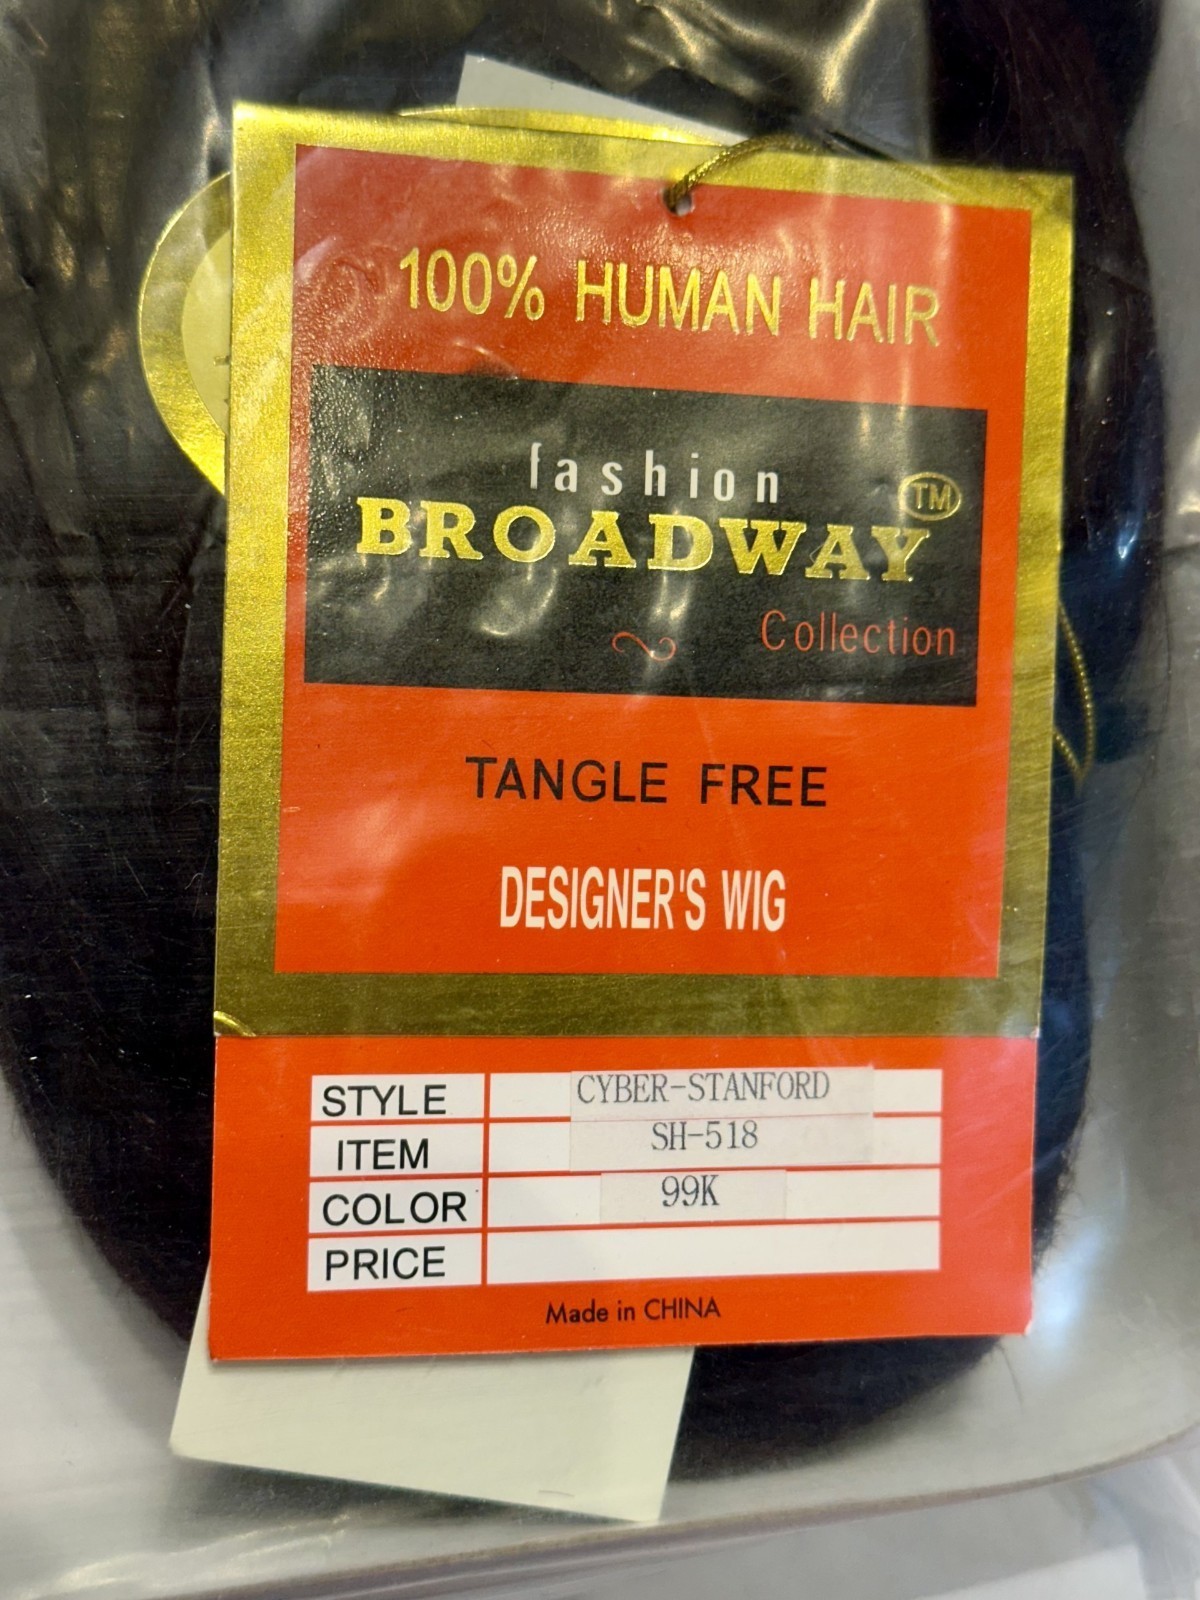 100% HUMAN HAIR
fashion
BROADWAY TM
Collection
TANGLE FREE
DESIGNER'S WIG
STYLE CYBER-STANFORD
ITEM SH-518
COLOR 99K
PRICE
Made in CHINA